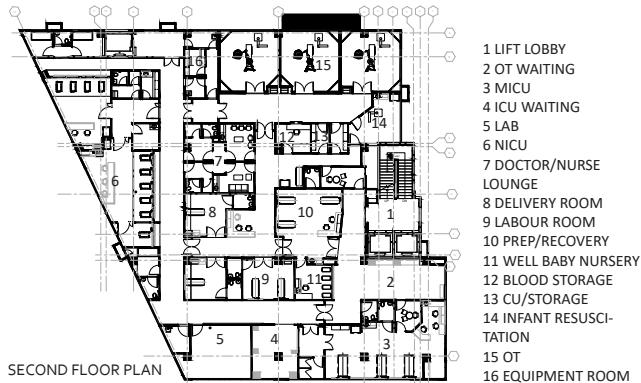 16
15
14
12
13
7
6
8
10
1
9
11
2
5
4
3
SECOND FLOOR PLAN
1 LIFT LOBBY
2 OT WAITING
3 MICU
4 ICU WAITING
5 LAB
6 NICU
7 DOCTOR/NURSE
LOUNGE
8 DELIVERY ROOM
9 LABOUR ROOM
10 PREP/RECOVERY
11 WELL BABY NURSERY
12 BLOOD STORAGE
13 CU/STORAGE
14 INFANT RESUSCI-
TATION
15 OT
16 EQUIPMENT ROOM